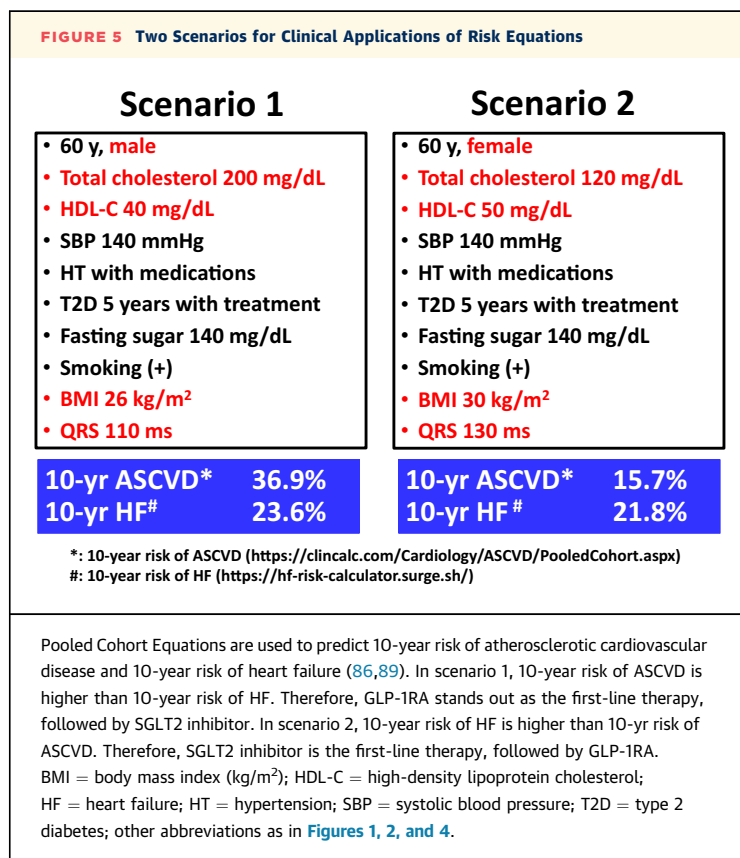 FIGURE 5 Two Scenarios for Clinical Applications of Risk Equations
Scenario 1
• 60 y, male
• Total cholesterol 200 mg/dL
• HDL-C 40 mg/dL
• SBP 140 mmHg
• HT with medications
• T2D 5 years with treatment
• Fasting sugar 140 mg/dL
• Smoking (+)
• BMI 26 kg/m²
• QRS 110 ms
10-yr ASCVD* 36.9%
10-yr HF# 23.6%
Scenario 2
• 60 y, female
• Total cholesterol 120 mg/dL
• HDL-C 50 mg/dL
• SBP 140 mmHg
• HT with medications
• T2D 5 years with treatment
• Fasting sugar 140 mg/dL
• Smoking (+)
• BMI 30 kg/m²
• QRS 130 ms
10-yr ASCVD* 15.7%
10-yr HF # 21.8%
*: 10-year risk of ASCVD (https://clincalc.com/Cardiology/ASCVD/PooledCohort.aspx)
#: 10-year risk of HF (https://hf-risk-calculator.surge.sh/)
Pooled Cohort Equations are used to predict 10-year risk of atherosclerotic cardiovascular
disease and 10-year risk of heart failure (86,89). In scenario 1, 10-year risk of ASCVD is
higher than 10-year risk of HF. Therefore, GLP-1RA stands out as the first-line therapy,
followed by SGLT2 inhibitor. In scenario 2, 10-year risk of HF is higher than 10-yr risk of
ASCVD. Therefore, SGLT2 inhibitor is the first-line therapy, followed by GLP-1RA.
BMI = body mass index (kg/m²); HDL-C = high-density lipoprotein cholesterol;
HF = heart failure; HT = hypertension; SBP = systolic blood pressure; T2D = type 2
diabetes; other abbreviations as in Figures 1, 2, and 4.